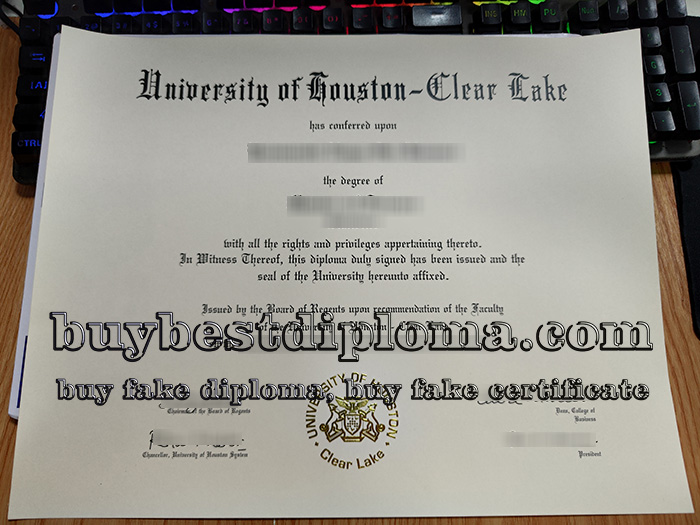 University of Houston-Clear Lake
has conferred upon
the degree of
with all the rights and privileges appertaining thereto.
In Witness Thereof, this diploma duly signed has been issued and the
seal of the University hereunto affixed.
Issued by the Board of Regents upon recommendation of the Faculty
buybestdiploma.com
buy fake diploma, buy fake certificate
Chairman of the Board of Regents
Dean, College of
Business
UNIVERSITY OF HOUSTON
Clear Lake
Chancellor, University of Houston System
President